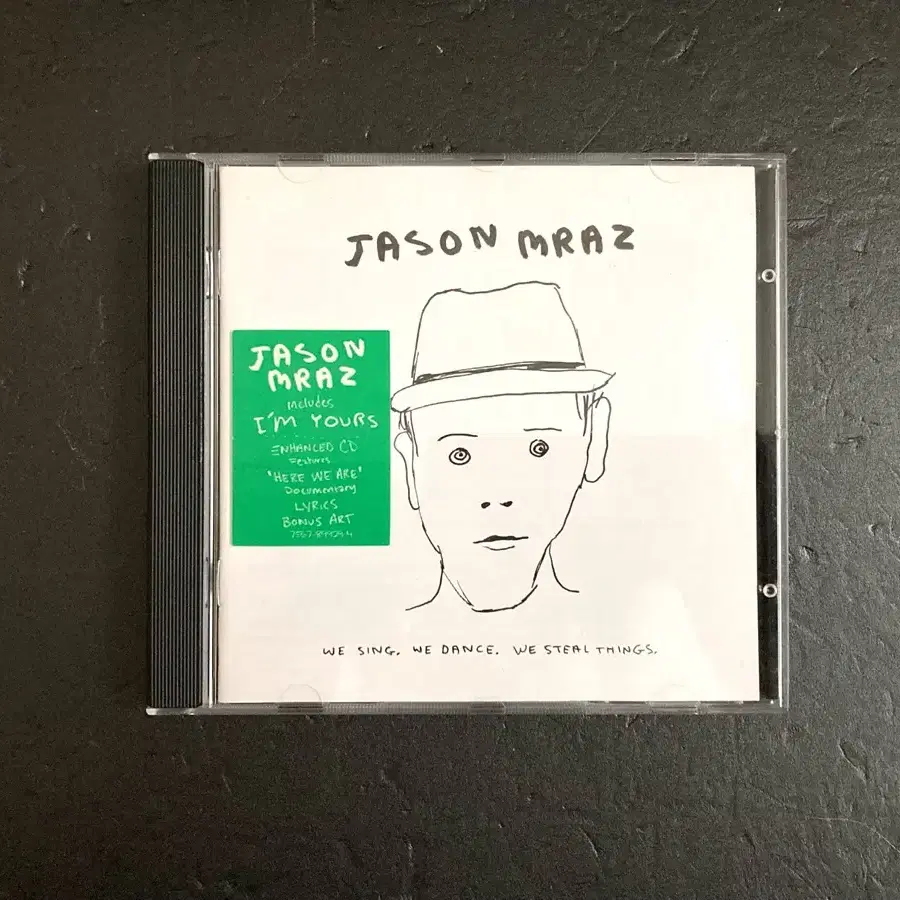 JASON MRAZ
JASON
MRAZ
includes
I'M YOURS
ENHANCED CD
Features
"HERE WE ARE"
Documentary
LYRICS
BONUS ART
WE SING. WE DANCE. WE STEAL THINGS.